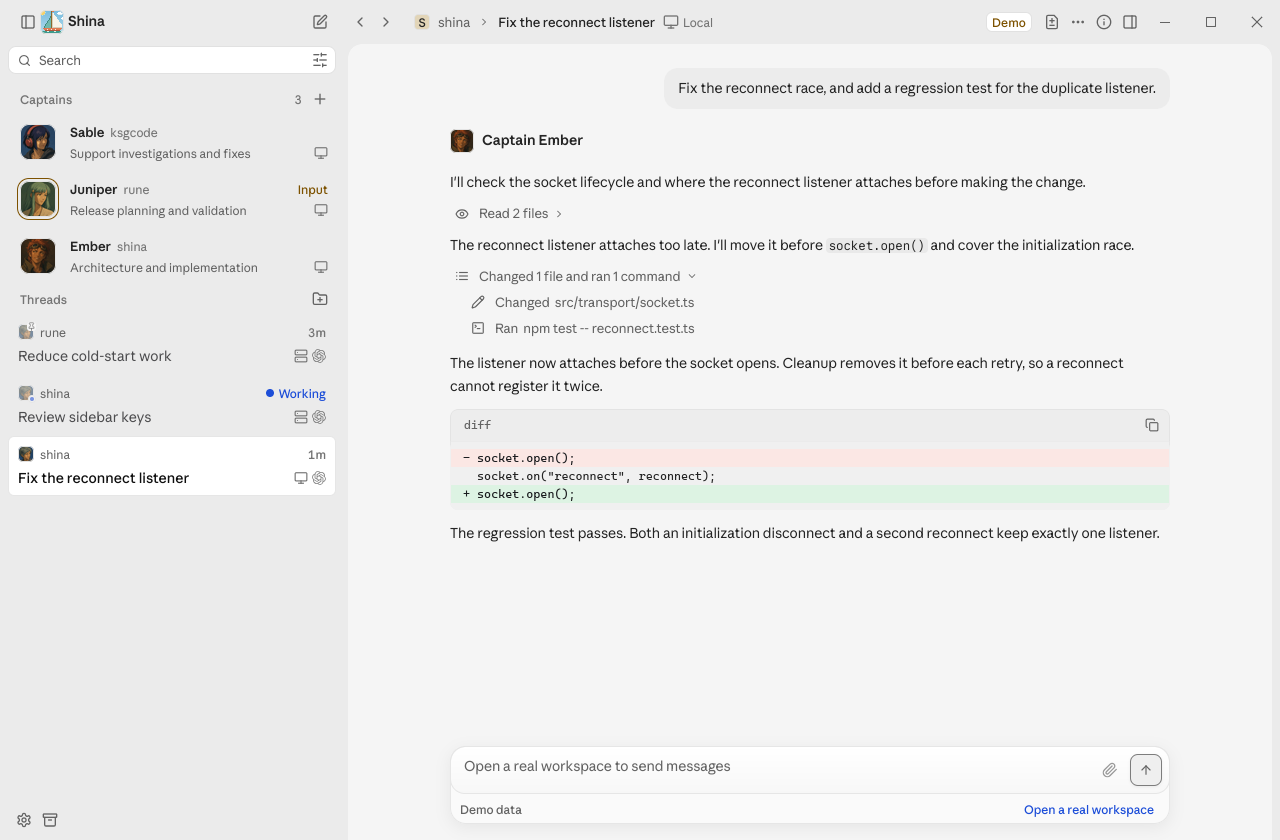 Shina
S shina › Fix the reconnect listener Local
Demo
Search
Captains 3
Sable ksgcode
Support investigations and fixes
Juniper rune Input
Release planning and validation
Ember shina
Architecture and implementation
Threads
rune 3m
Reduce cold-start work
shina Working
Review sidebar keys
shina 1m
Fix the reconnect listener
Fix the reconnect race, and add a regression test for the duplicate listener.
Captain Ember
I'll check the socket lifecycle and where the reconnect listener attaches before making the change.
Read 2 files
The reconnect listener attaches too late. I'll move it before socket.open() and cover the initialization race.
Changed 1 file and ran 1 command
Changed src/transport/socket.ts
Ran npm test -- reconnect.test.ts
The listener now attaches before the socket opens. Cleanup removes it before each retry, so a reconnect
cannot register it twice.
diff
- socket.open();
socket.on("reconnect", reconnect);
+ socket.open();
The regression test passes. Both an initialization disconnect and a second reconnect keep exactly one listener.
Open a real workspace to send messages
Demo data
Open a real workspace